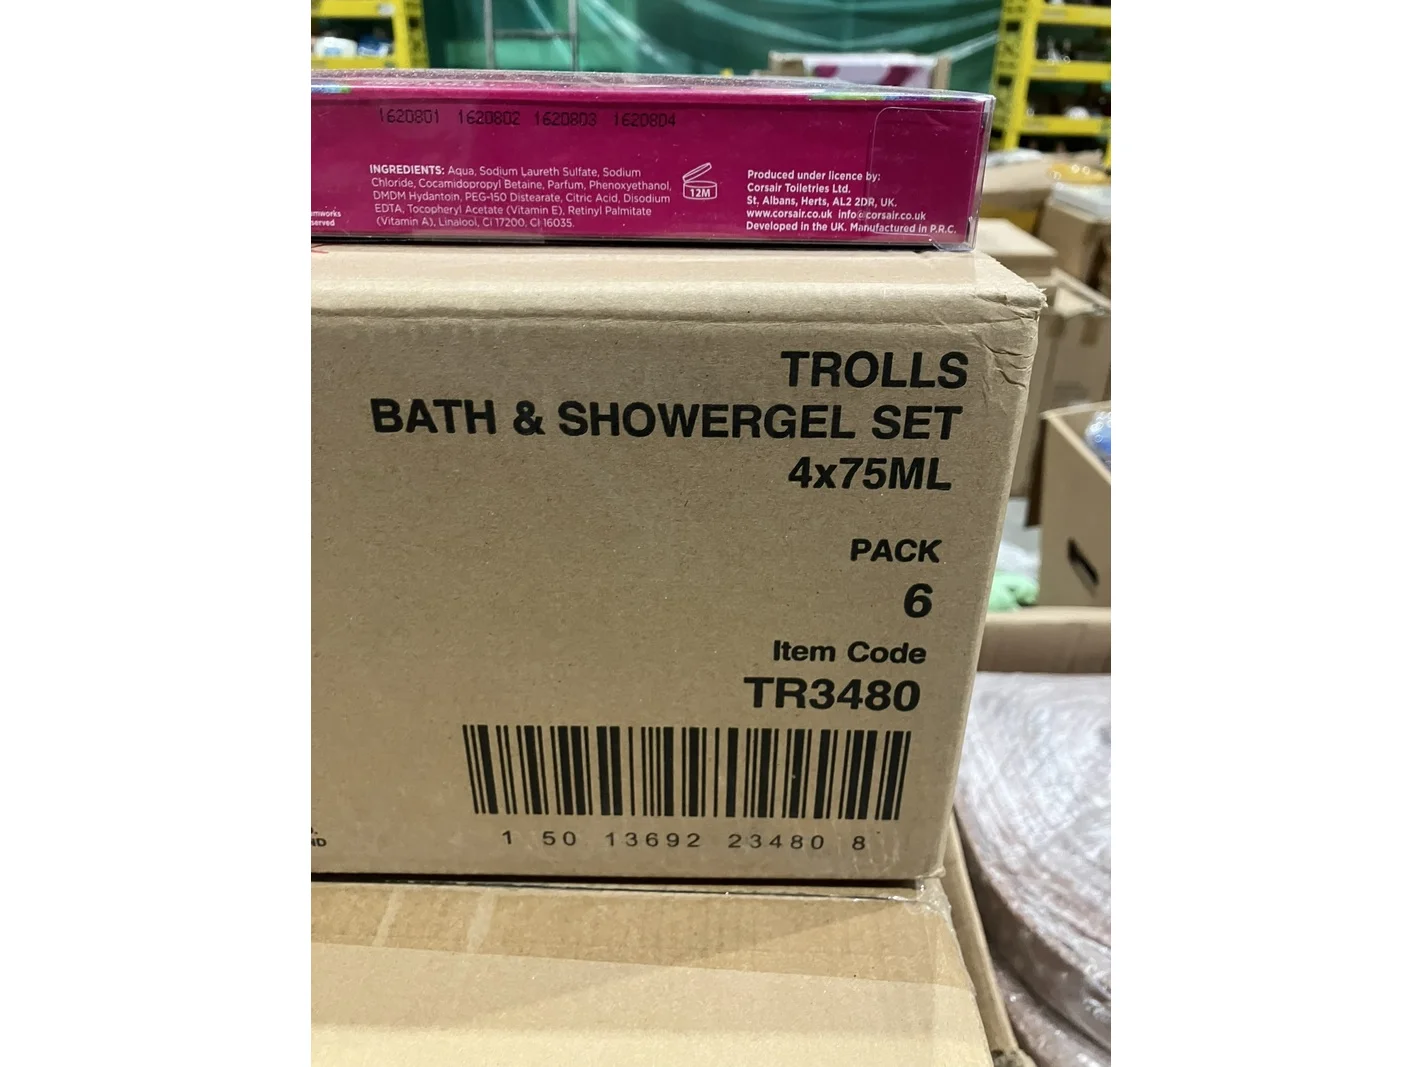 1620801 1620802 1620803 1620804
INGREDIENTS: Aqua, Sodium Laureth Sulfate, Sodium
Chloride, Cocamidopropyl Betaine, Parfum, Phenoxyethanol,
DMDM Hydantoin, PEG-150 Distearate, Citric Acid, Disodium
EDTA, Tocopheryl Acetate (Vitamin E), Retinyl Palmitate
(Vitamin A), Linalool, CI 17200, CI 16035.
12M
Produced under licence by:
Corsair Toiletries Ltd.
St. Albans, Herts, AL2 2DR, UK.
www.corsair.co.uk info@corsair.co.uk
Developed in the UK. Manufactured in P.R.C.
TROLLS
BATH & SHOWERGEL SET
4x75ML
PACK
6
Item Code
TR3480
1 50 13692 23480 8